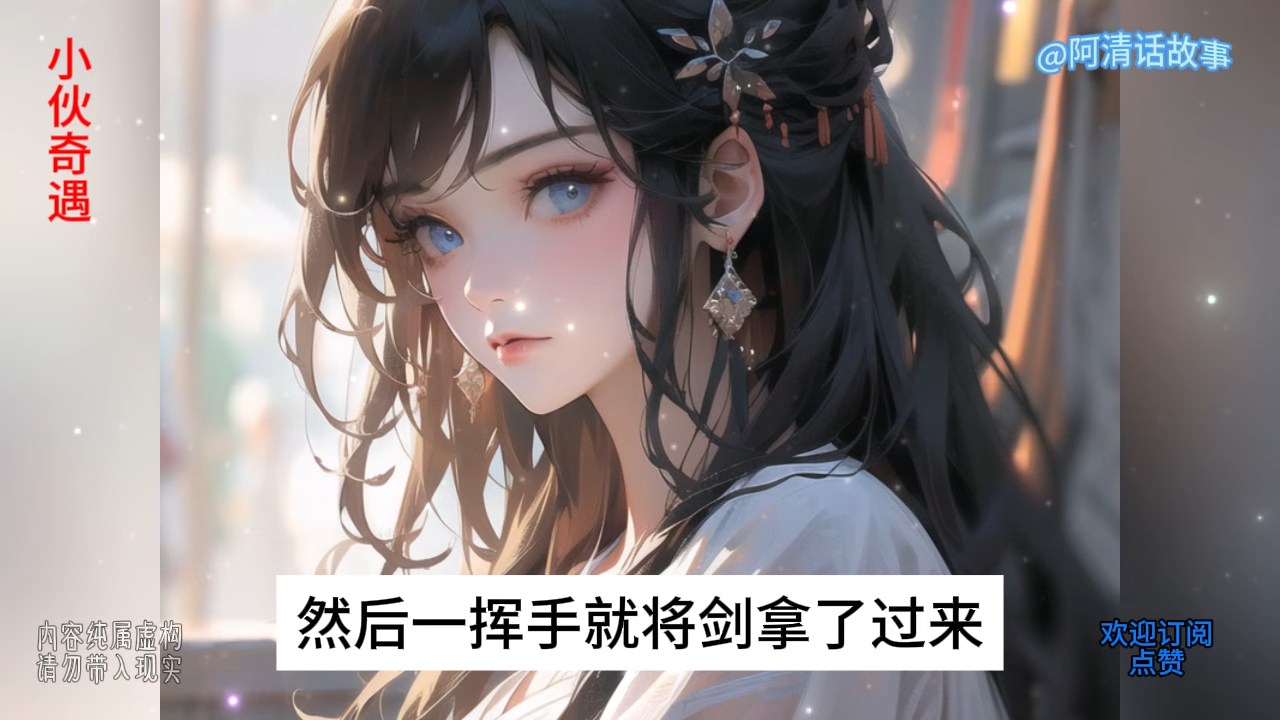 小伙奇遇
@阿清话故事
然后一挥手就将剑拿了过来
内容纯属虚构
请勿带入现实
欢迎订阅
点赞